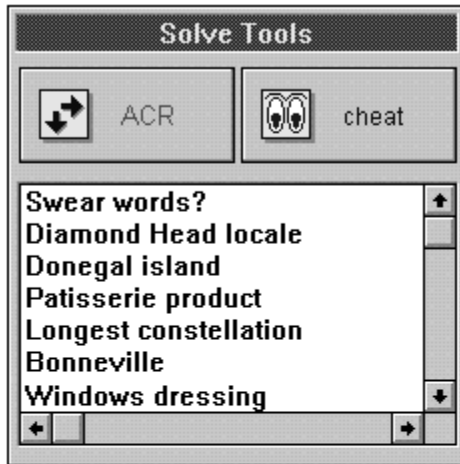 Solve Tools
ACR
cheat
Swear words?
Diamond Head locale
Donegal island
Patisserie product
Longest constellation
Bonneville
Windows dressing